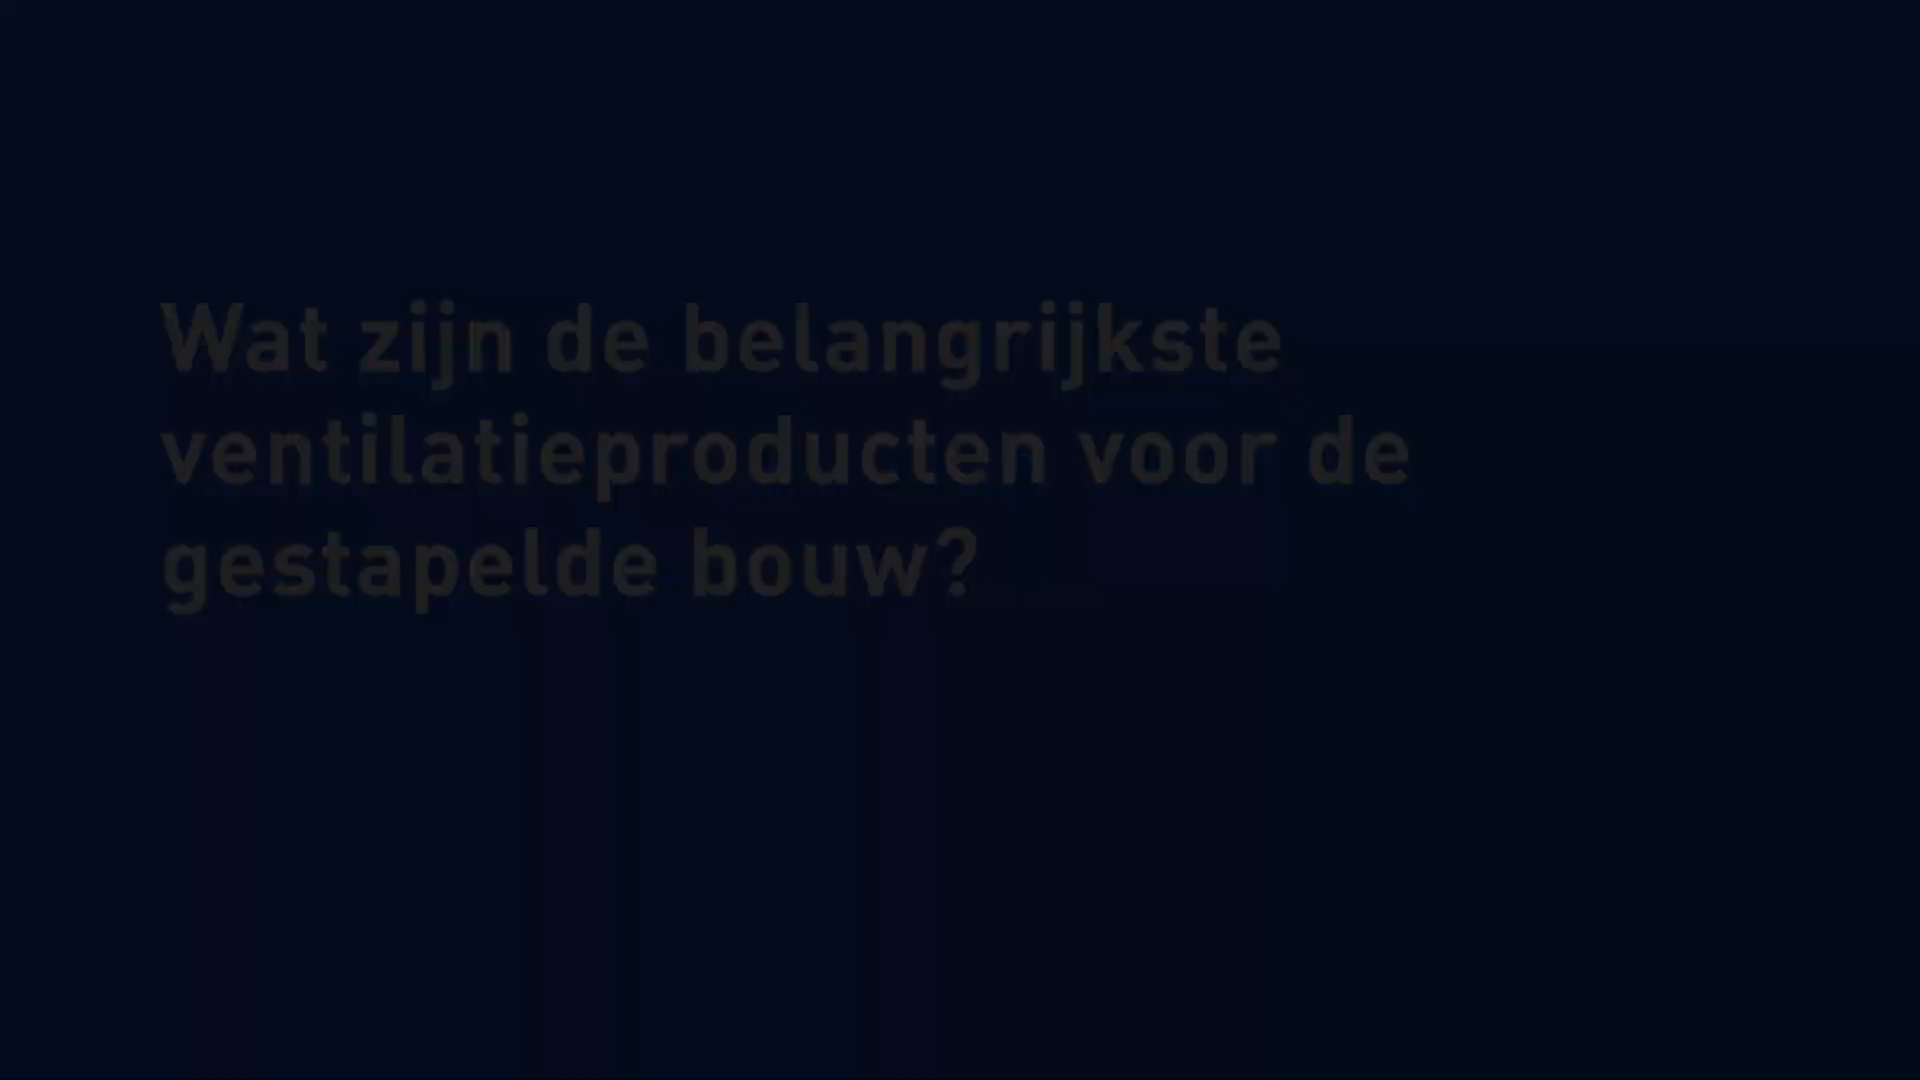 Wat zijn de belangrijkste
ventilatieproducten voor de
gestapelde bouw?